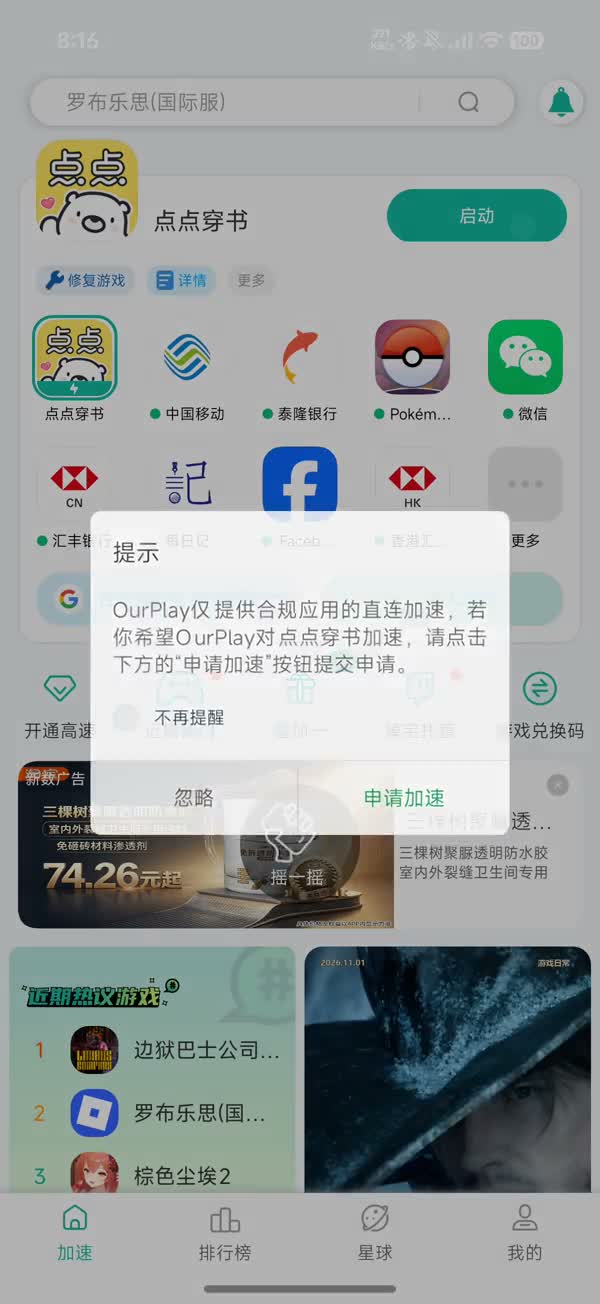 8:16
100
罗布乐思(国际服)
点点
点点穿书
启动
修复游戏
详情
更多
点点
点点穿书
中国移动
泰隆银行
Pokém...
微信
CN
记
HK
汇丰银行
每日记
Faceb...
香港汇...
更多
提示
OurPlay仅提供合规应用的直连加速，若
你希望OurPlay对点点穿书加速，请点击
下方的“申请加速”按钮提交申请。
不再提醒
忽略
申请加速
开通高速
游戏兑换码
广告
三棵树聚
免砸砖材料渗透剂
74.26元起
摇一摇
三棵树聚脲透...
三棵树聚脲透明防水胶
室内外裂缝卫生间专用
近期热议游戏
1
边狱巴士公司...
2
罗布乐思(国...
3
棕色尘埃2
2026.11.01
游戏日常
加速
排行榜
星球
我的